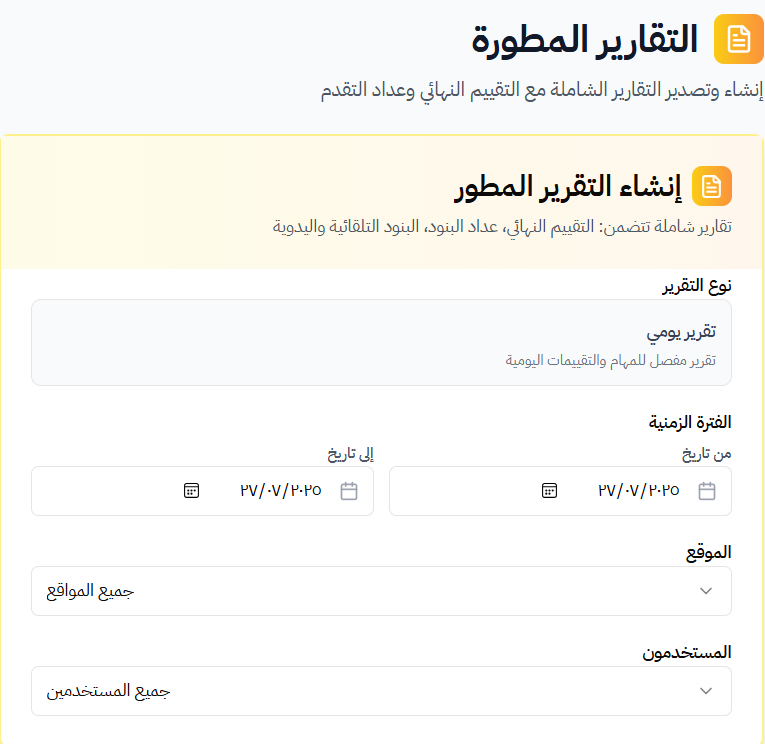 التقارير المطورة
إنشاء وتصدير التقارير الشاملة مع التقييم النهائي وعداد التقدم
إنشاء التقرير المطور
تقارير شاملة تتضمن: التقييم النهائي، عداد البنود، البنود التلقائية واليدوية
نوع التقرير
تقرير يومي
تقرير مفصل للمهام والتقييمات اليومية
الفترة الزمنية
من تاريخ
٢٧/٠٧/٢٠٢٥
إلى تاريخ
٢٧/٠٧/٢٠٢٥
الموقع
جميع المواقع
المستخدمون
جميع المستخدمين